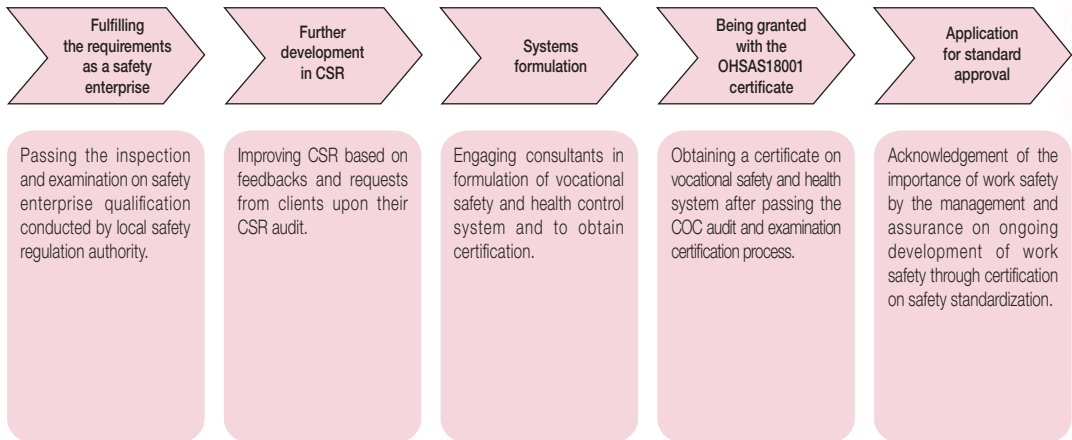 Fulfilling
the requirements
as a safety
enterprise
Further
development
in CSR
Systems
formulation
Being granted
with the
OHSAS18001
certificate
Application
for standard
approval
Passing the inspection
and examination on safety
enterprise qualification
conducted by local safety
regulation authority.
Improving CSR based on
feedbacks and requests
from clients upon their
CSR audit.
Engaging consultants in
formulation of vocational
safety and health control
system and to obtain
certification.
Obtaining a certificate on
vocational safety and health
system after passing the
COC audit and examination
certification process.
Acknowledgement of the
importance of work safety
by the management and
assurance on ongoing
development of work
safety through certification
on safety standardization.